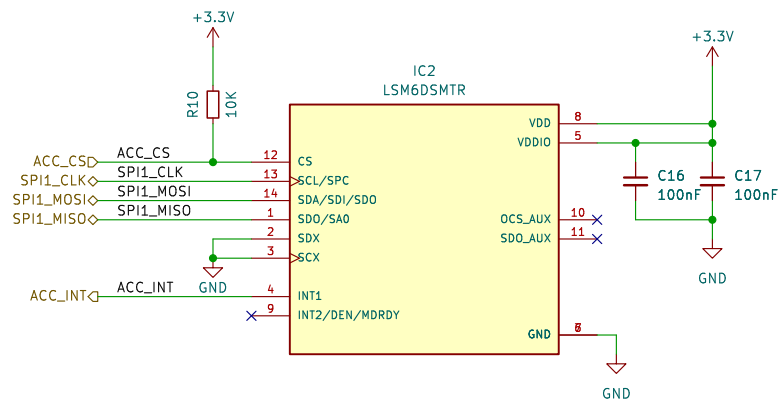 +3.3V
+3.3V
IC2
LSM6DSMTR
R10
10K
VDD 8
VDDIO 5
ACC_CS ACC_CS 12 CS
SPI1_CLK SPI1_CLK 13 SCL/SPC
SPI1_MOSI SPI1_MOSI 14 SDA/SDI/SDO
SPI1_MISO SPI1_MISO 1 SDO/SA0
2 SDX
3 SCX
GND
C16
100nF
C17
100nF
OCS_AUX 10
SDO_AUX 11
GND
ACC_INT ACC_INT 4 INT1
9 INT2/DEN/MDRDY
GND
GND